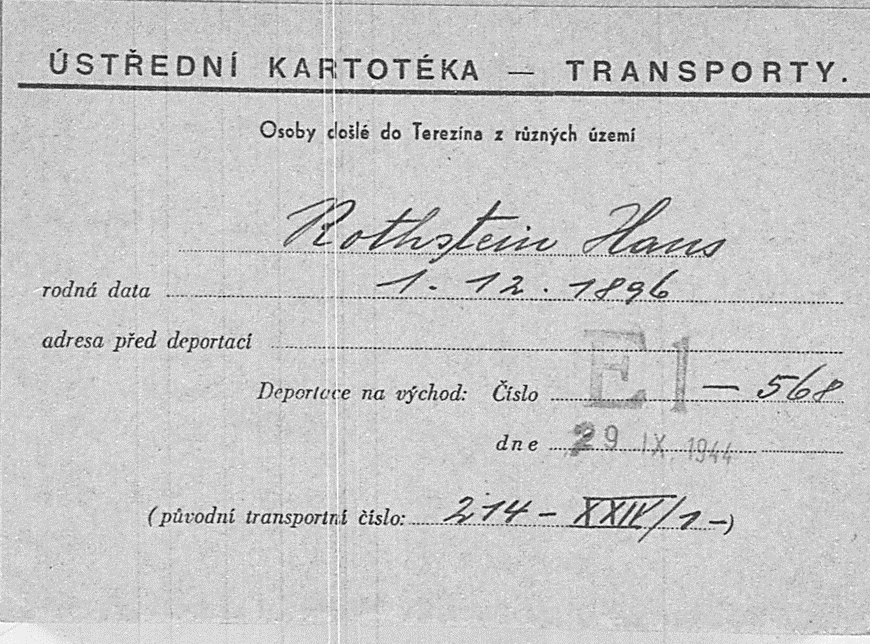 ÚSTŘEDNÍ KARTOTÉKA — TRANSPORTY.
Osoby došlé do Terezína z různých území
Rothstein Hans
rodná data 1. 12. 1896
adresa před deportací
Deportace na východ: Číslo El — 568
dne 29 IX. 1944
(původní transportní číslo: 214 - XXIV/1 -)